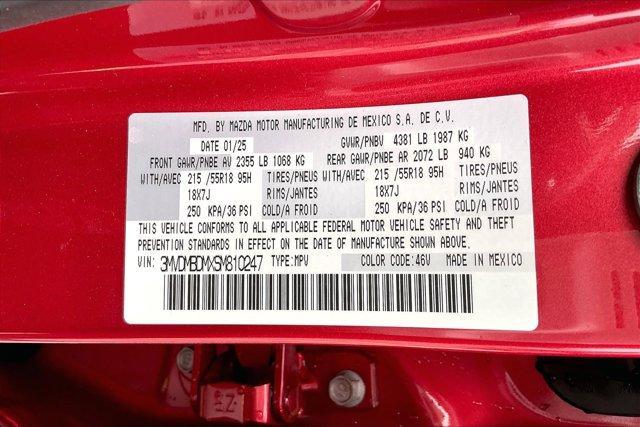 MFD. BY MAZDA MOTOR MANUFACTURING DE MEXICO S.A. DE C.V.
DATE 01/25 GVWR/PNBV 4381 LB 1987 KG
FRONT GAWR/PNBE AV 2355 LB 1068 KG REAR GAWR/PNBE AR 2072 LB 940 KG
WITH/AVEC 215 /55R18 95H TIRES/PNEUS WITH/AVEC 215 /55R18 95H TIRES/PNEUS
18X7J RIMS/JANTES 18X7J RIMS/JANTES
250 KPA/36 PSI COLD/A FROID 250 KPA/36 PSI COLD/A FROID
THIS VEHICLE CONFORMS TO ALL APPLICABLE FEDERAL MOTOR VEHICLE SAFETY AND THEFT
PREVENTION STANDARDS IN EFFECT ON THE DATE OF MANUFACTURE SHOWN ABOVE.
VIN: 3MVDMBDMXSM810247 TYPE:MPV COLOR CODE:46V MADE IN MEXICO